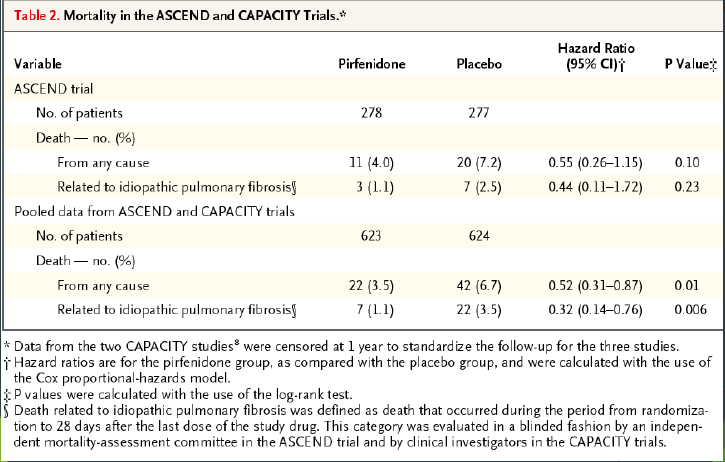 Table 2. Mortality in the ASCEND and CAPACITY Trials.*
Variable Pirfenidone Placebo Hazard Ratio (95% CI)† P Value‡
ASCEND trial
No. of patients 278 277
Death — no. (%)
From any cause 11 (4.0) 20 (7.2) 0.55 (0.26–1.15) 0.10
Related to idiopathic pulmonary fibrosis§ 3 (1.1) 7 (2.5) 0.44 (0.11–1.72) 0.23
Pooled data from ASCEND and CAPACITY trials
No. of patients 623 624
Death — no. (%)
From any cause 22 (3.5) 42 (6.7) 0.52 (0.31–0.87) 0.01
Related to idiopathic pulmonary fibrosis§ 7 (1.1) 22 (3.5) 0.32 (0.14–0.76) 0.006
* Data from the two CAPACITY studies⁸ were censored at 1 year to standardize the follow-up for the three studies.
† Hazard ratios are for the pirfenidone group, as compared with the placebo group, and were calculated with the use of
the Cox proportional-hazards model.
‡ P values were calculated with the use of the log-rank test.
§ Death related to idiopathic pulmonary fibrosis was defined as death that occurred during the period from randomiza-
tion to 28 days after the last dose of the study drug. This category was evaluated in a blinded fashion by an indepen-
dent mortality-assessment committee in the ASCEND trial and by clinical investigators in the CAPACITY trials.